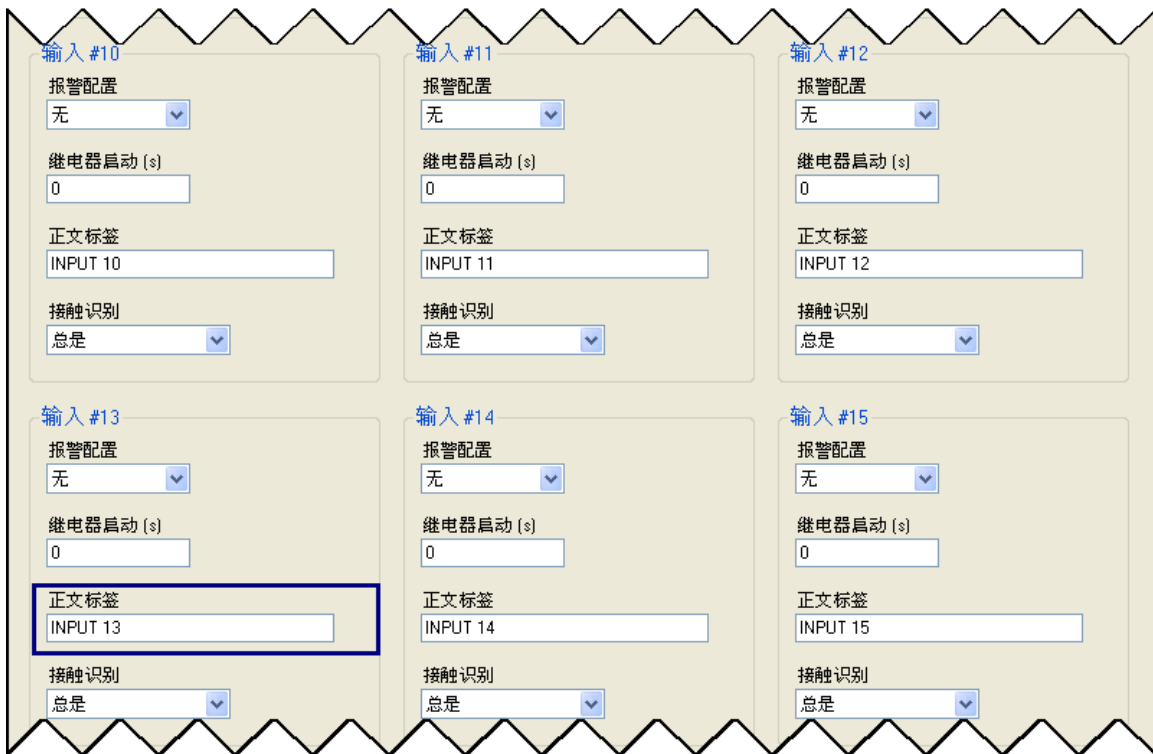 输入 #10
报警配置
无
继电器启动 (s)
0
正文标签
INPUT 10
接触识别
总是
输入 #11
报警配置
无
继电器启动 (s)
0
正文标签
INPUT 11
接触识别
总是
输入 #12
报警配置
无
继电器启动 (s)
0
正文标签
INPUT 12
接触识别
总是
输入 #13
报警配置
无
继电器启动 (s)
0
正文标签
INPUT 13
接触识别
总是
输入 #14
报警配置
无
继电器启动 (s)
0
正文标签
INPUT 14
接触识别
总是
输入 #15
报警配置
无
继电器启动 (s)
0
正文标签
INPUT 15
接触识别
总是